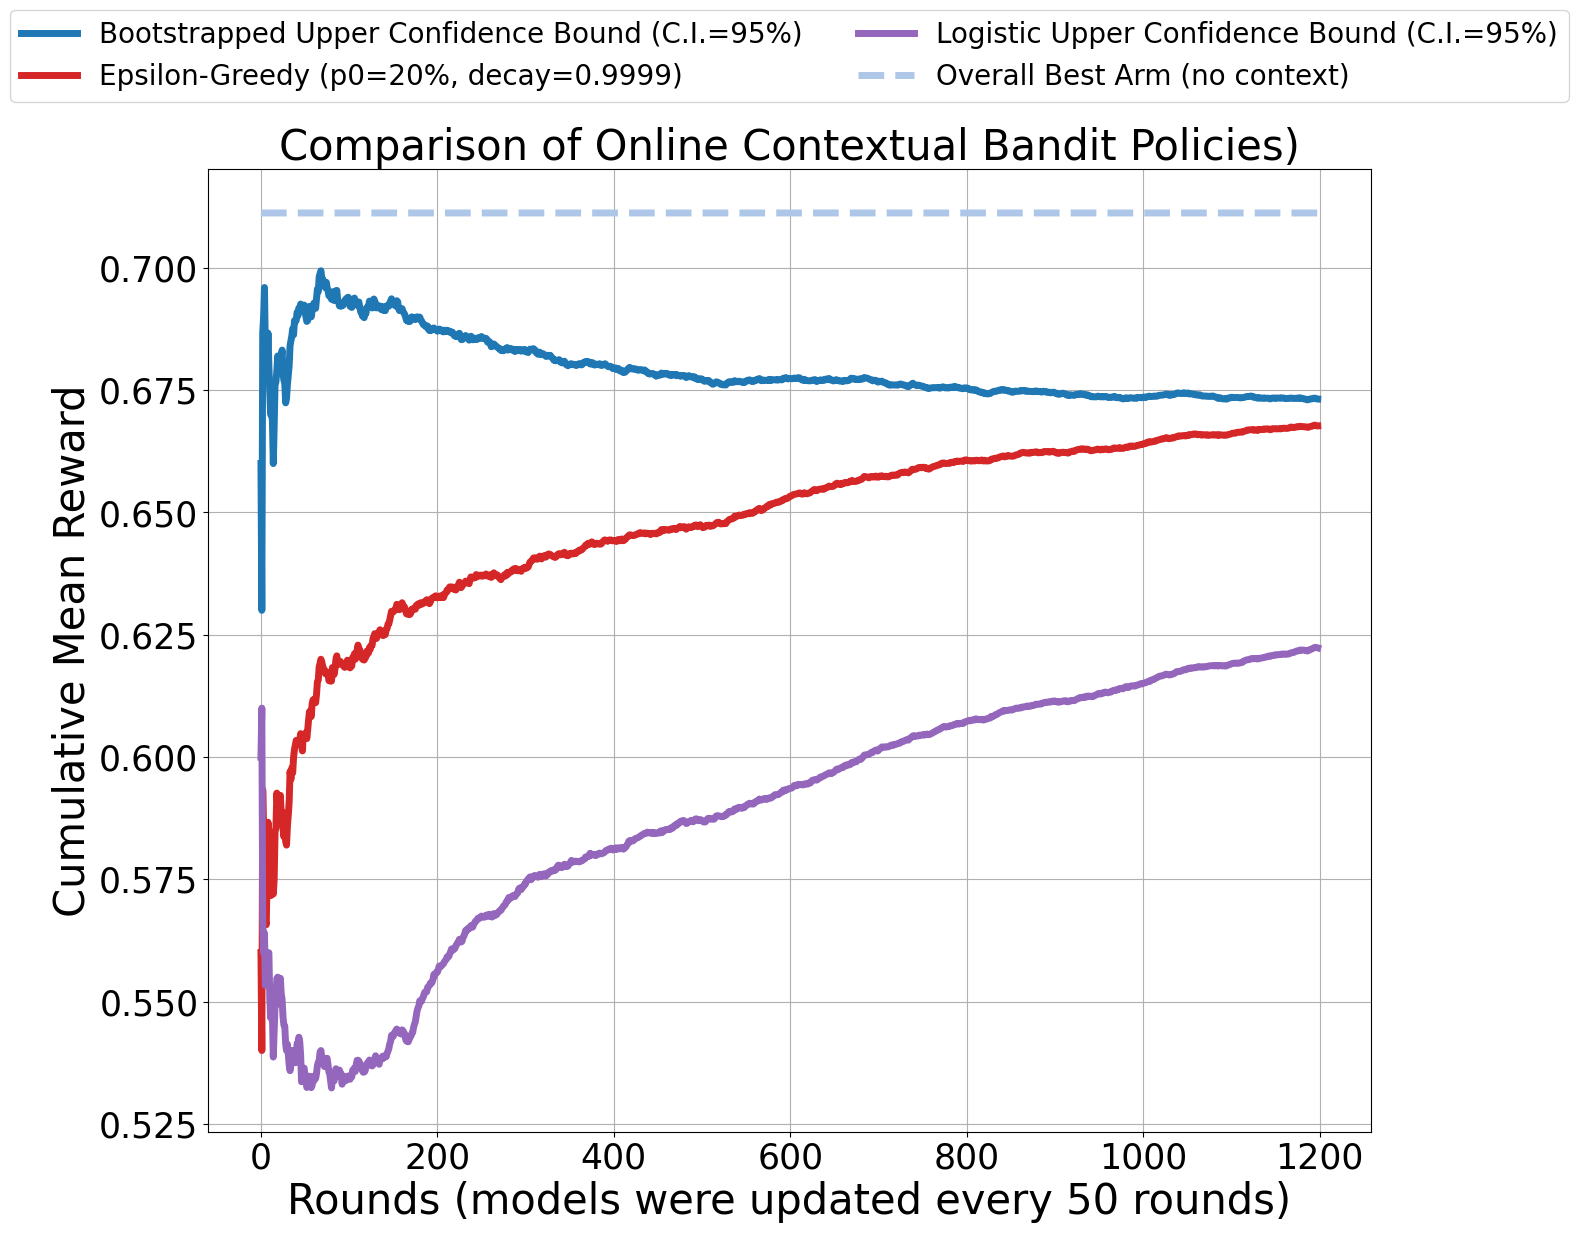 Bootstrapped Upper Confidence Bound (C.I.=95%)
Epsilon-Greedy (p0=20%, decay=0.9999)
Logistic Upper Confidence Bound (C.I.=95%)
Overall Best Arm (no context)
Comparison of Online Contextual Bandit Policies)
Cumulative Mean Reward
0.700
0.675
0.650
0.625
0.600
0.575
0.550
0.525
0 200 400 600 800 1000 1200
Rounds (models were updated every 50 rounds)